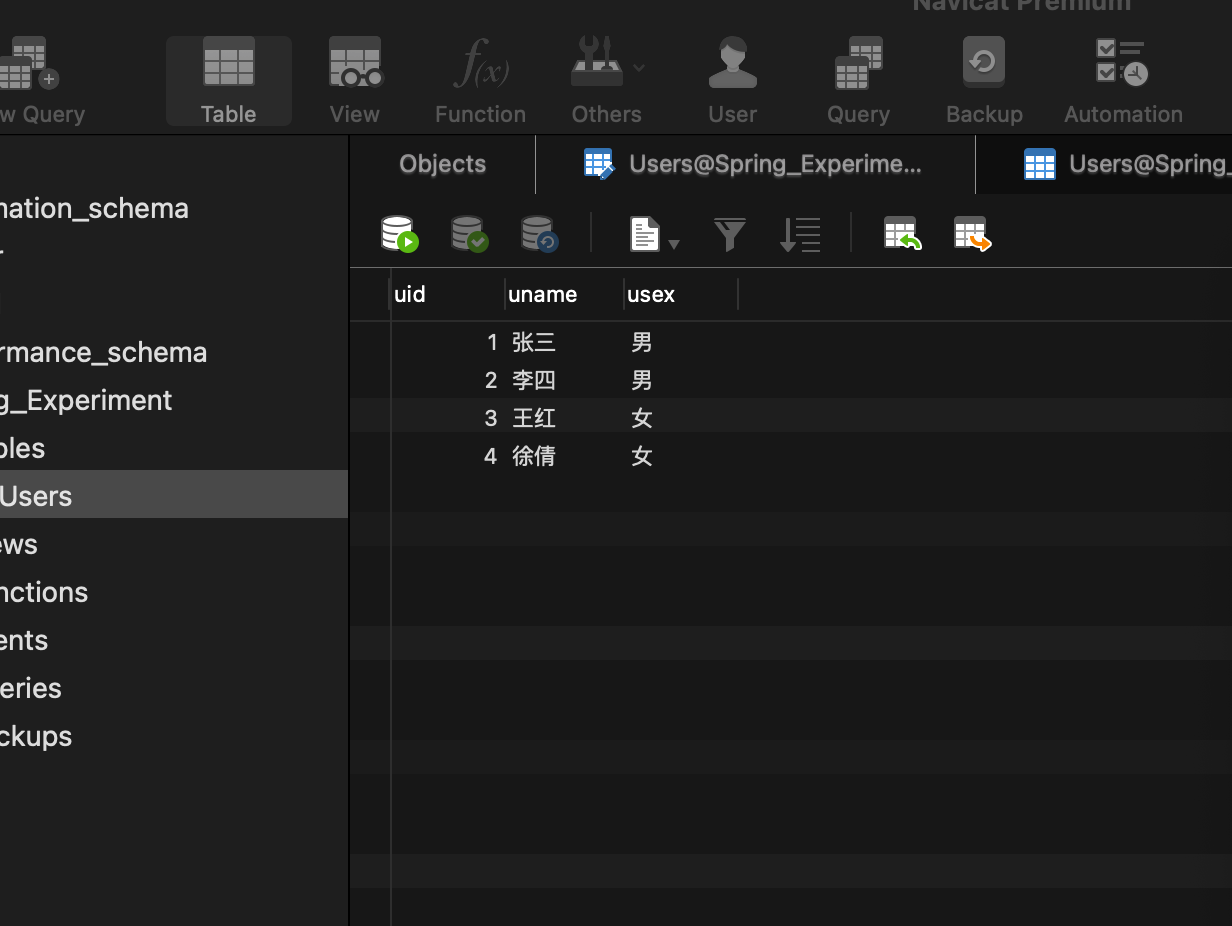 Navicat Premium
w Query
Table
View
Function
Others
User
Query
Backup
Automation
Objects
Users@Spring_Experime...
Users@Spring_
mation_schema
rmance_schema
g_Experiment
bles
Users
ews
nctions
ents
eries
ckups
uid uname usex
1 张三 男
2 李四 男
3 王红 女
4 徐倩 女